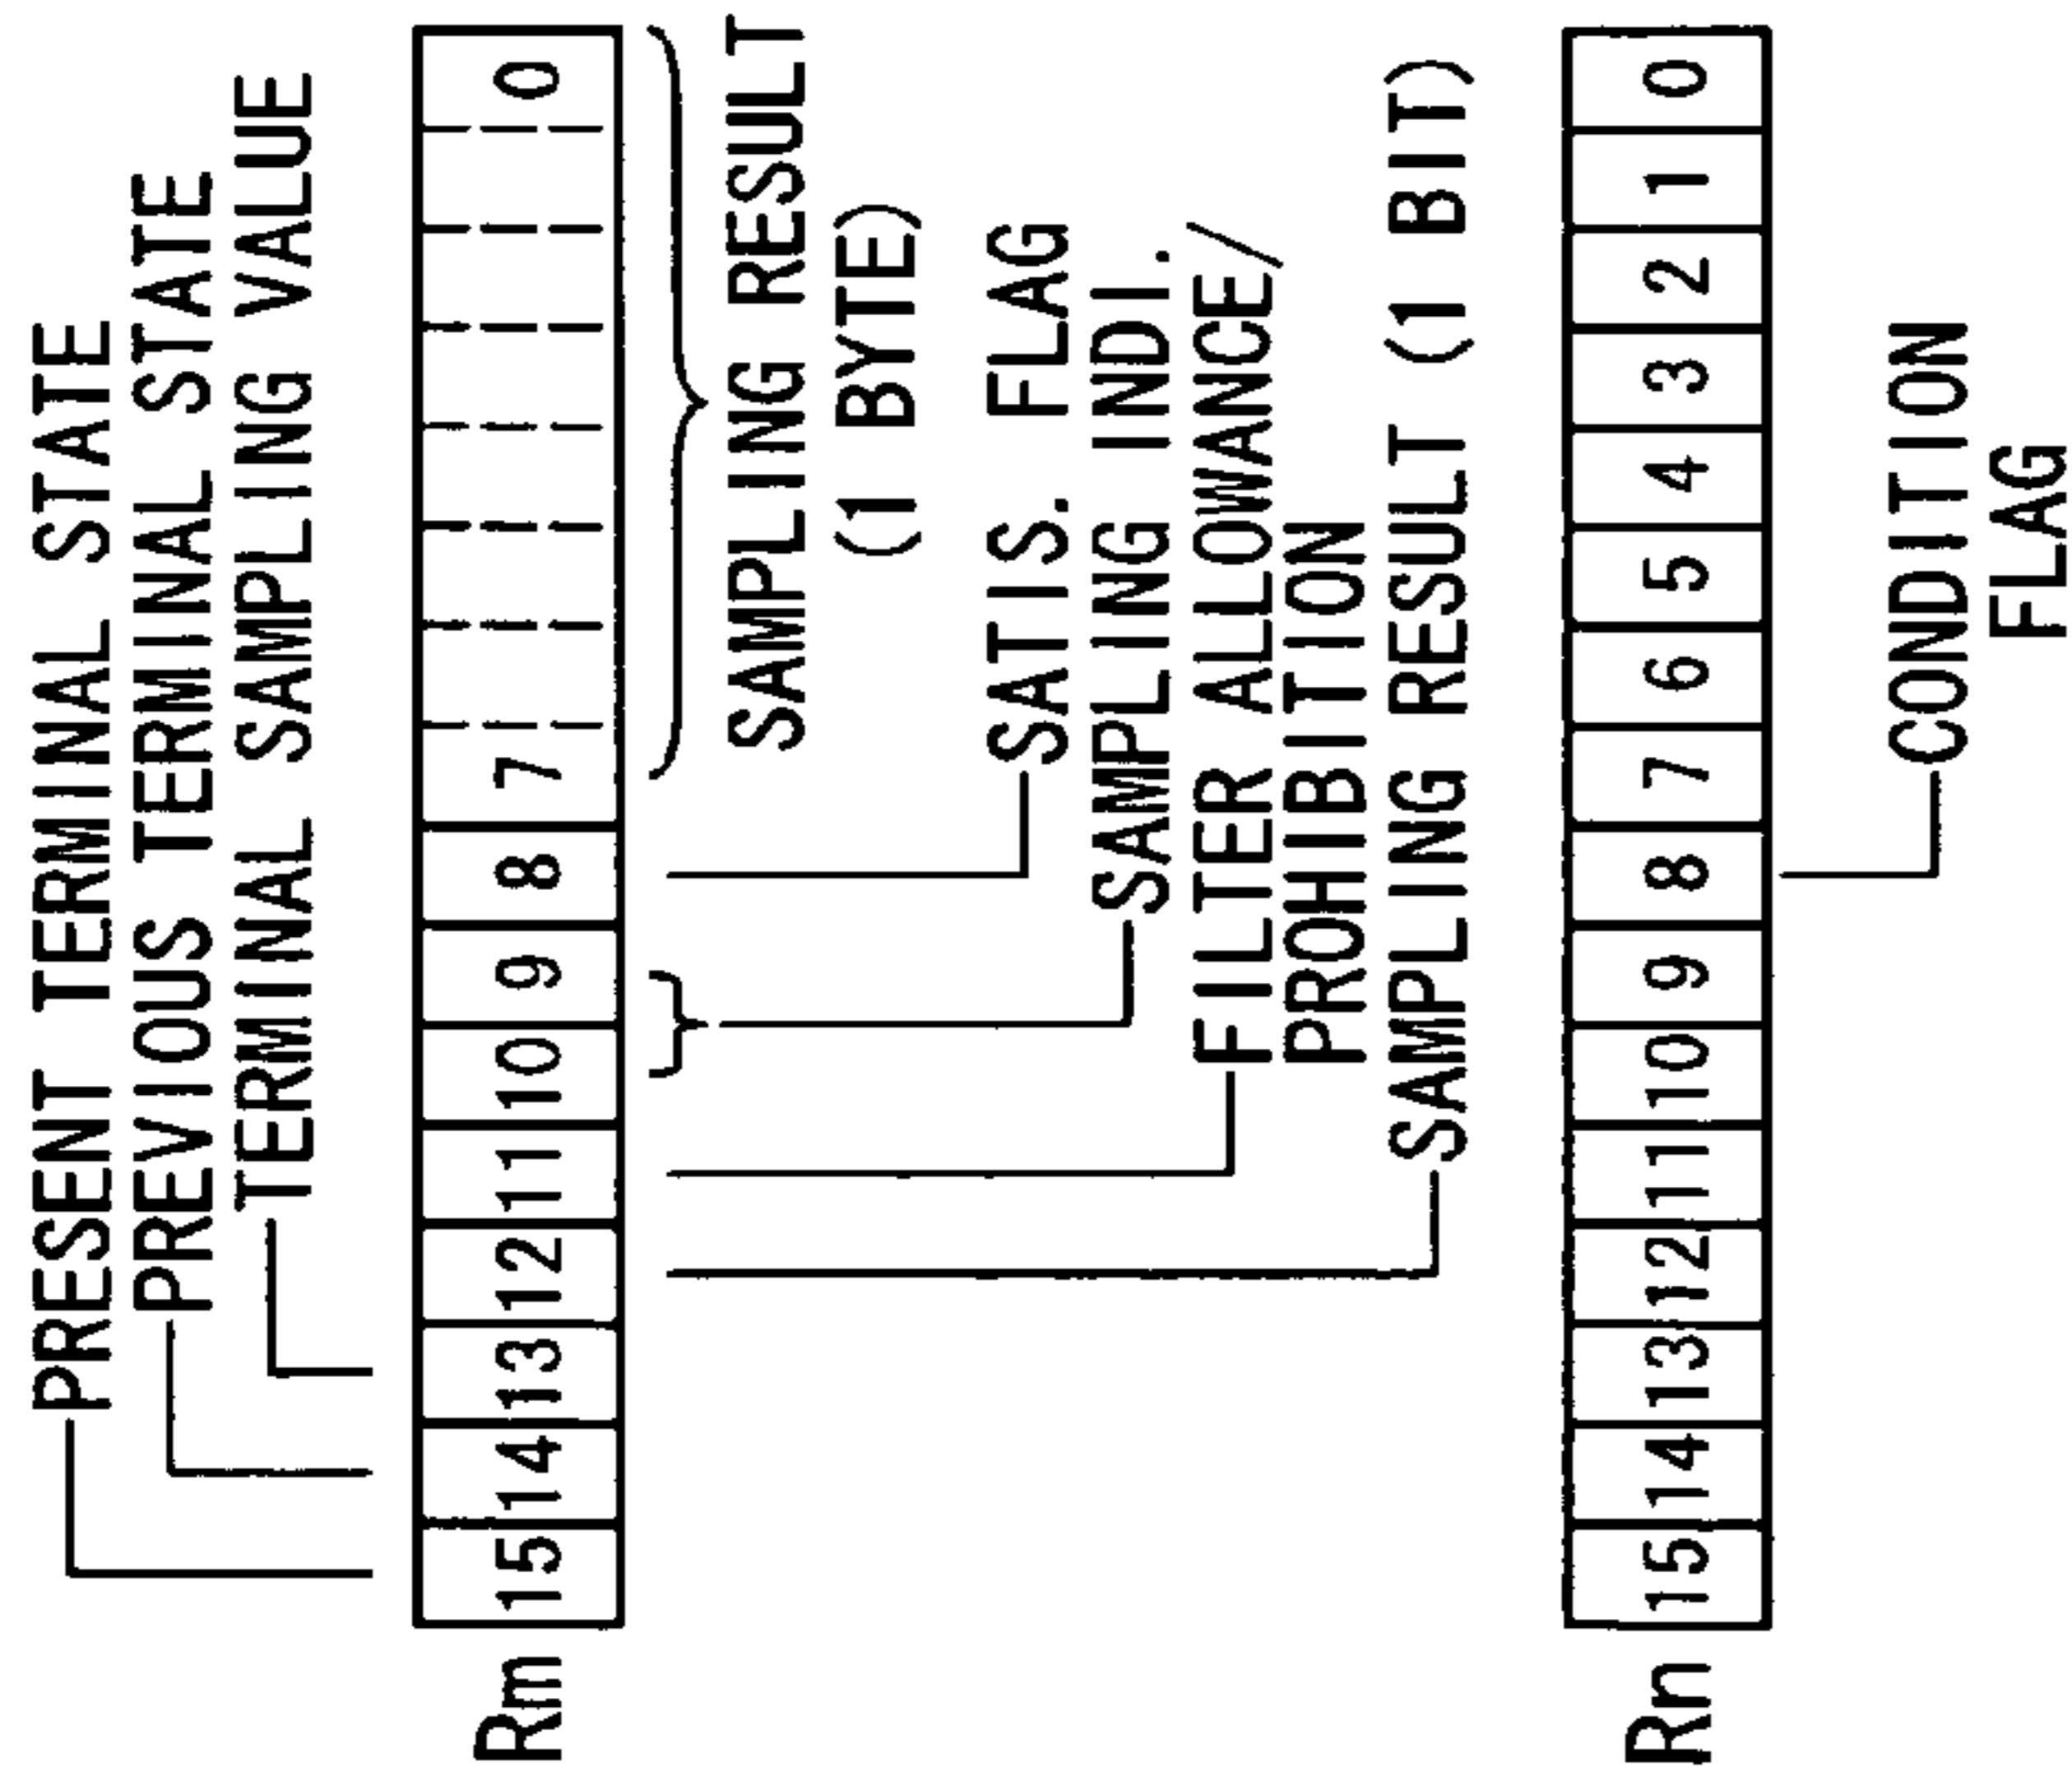 PRESENT TERMINAL STATE
PREVIOUS TERMINAL STATE
TERMINAL SAMPLING VALUE
Rm 15 14 13 12 11 10 9 8 7 0
SAMPLING RESULT
(1 BYTE)
SATIS. FLAG
SAMPLING INDI.
FILTER ALLOWANCE/
PROHIBITION
SAMPLING RESULT (1 BIT)
Rn 15 14 13 12 11 10 9 8 7 6 5 4 3 2 1 0
CONDITION
FLAG